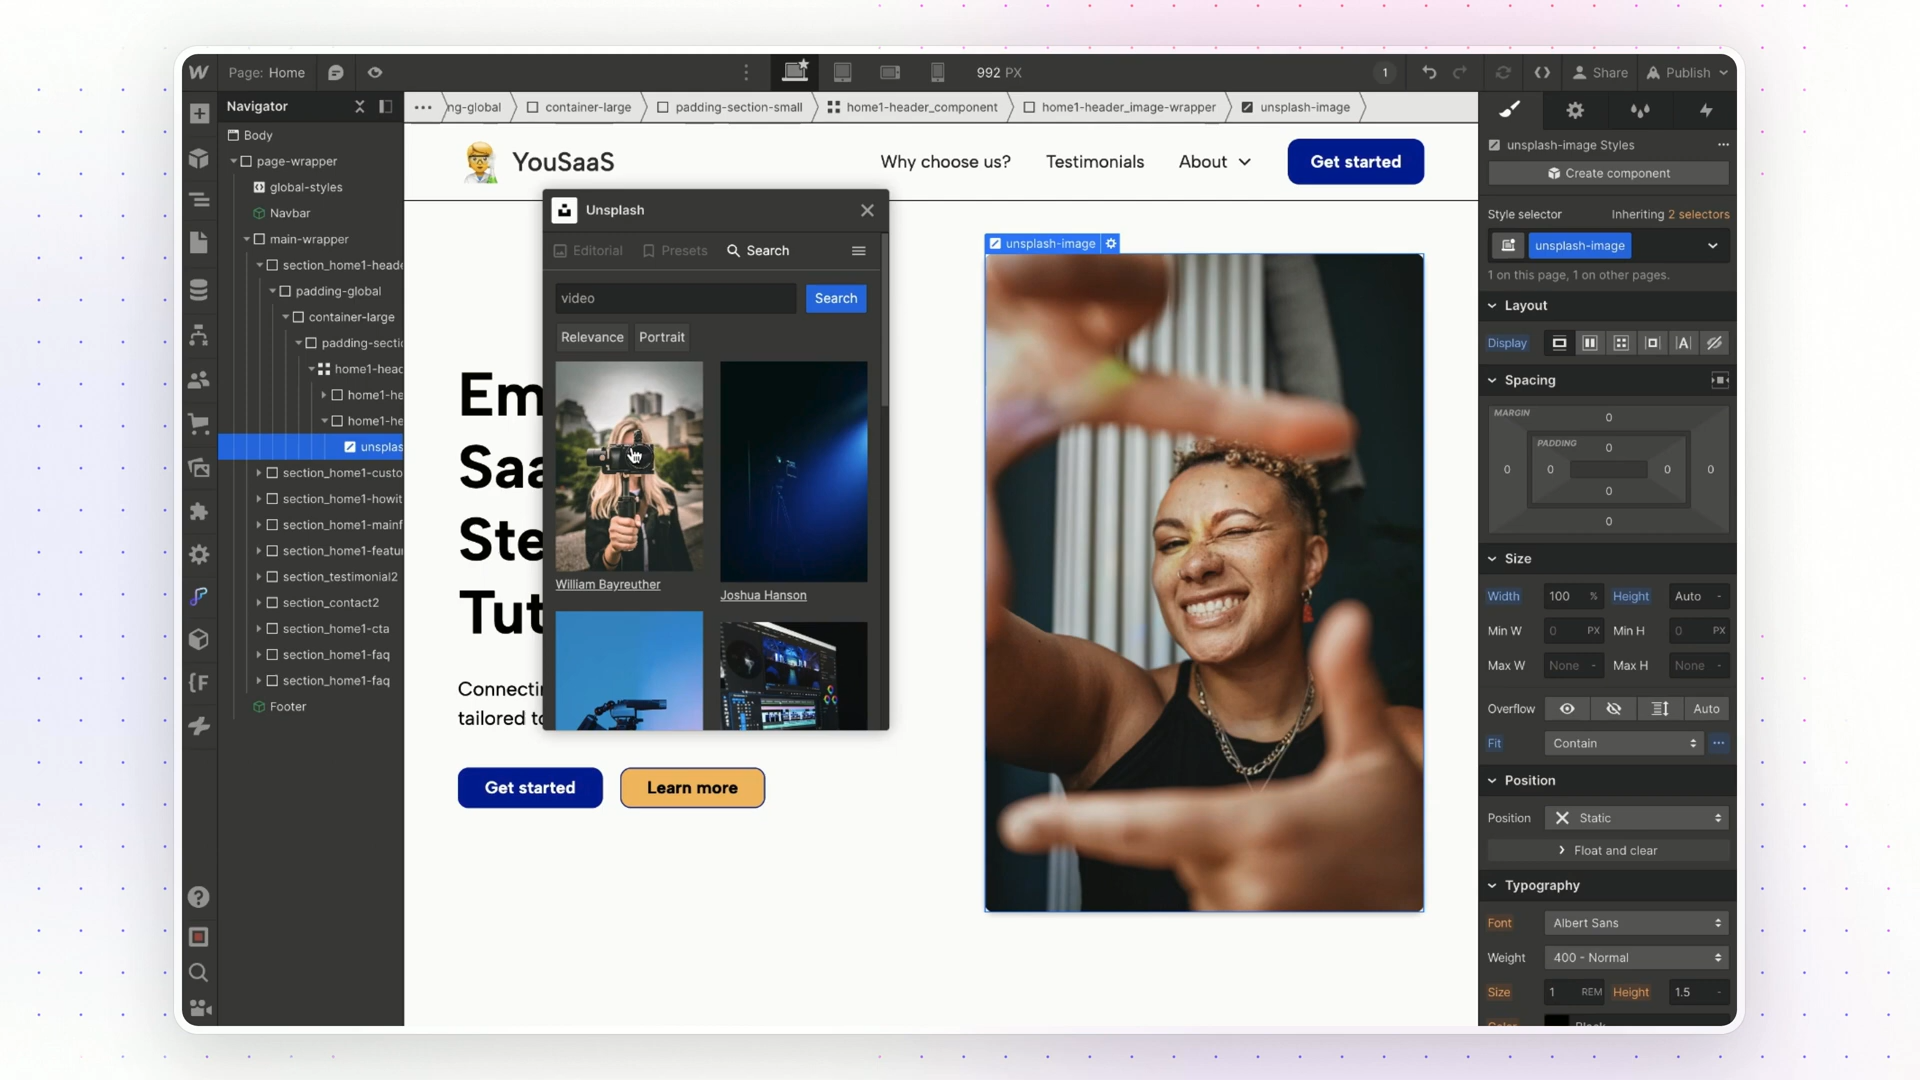 Page: Home
992 PX
1
Share
Publish
Navigator
ng-global
container-large
padding-section-small
home1-header_component
home1-header_image-wrapper
unsplash-image
Body
page-wrapper
global-styles
Navbar
main-wrapper
section_home1-heade
padding-global
container-large
padding-sectio
home1-head
home1-he
home1-he
unsplas
section_home1-custo
section_home1-howit
section_home1-mainf
section_home1-featur
section_testimonial2
section_contact2
section_home1-cta
section_home1-faq
section_home1-faq
Footer
YouSaaS
Why choose us?
Testimonials
About
Get started
Em
Saa
Ste
Tut
Connectin
tailored to
Get started
Learn more
Unsplash
Editorial
Presets
Search
video
Search
Relevance
Portrait
William Bayreuther
Joshua Hanson
unsplash-image
unsplash-image Styles
Create component
Style selector
Inheriting 2 selectors
unsplash-image
1 on this page, 1 on other pages.
Layout
Display
Spacing
MARGIN
0
PADDING
0
0 0 0 0
0
0
Size
Width 100 % Height Auto -
Min W 0 PX Min H 0 PX
Max W None - Max H None -
Overflow Auto
Fit Contain
Position
Position Static
Float and clear
Typography
Font Albert Sans
Weight 400 - Normal
Size 1 REM Height 1.5 -
Color Black